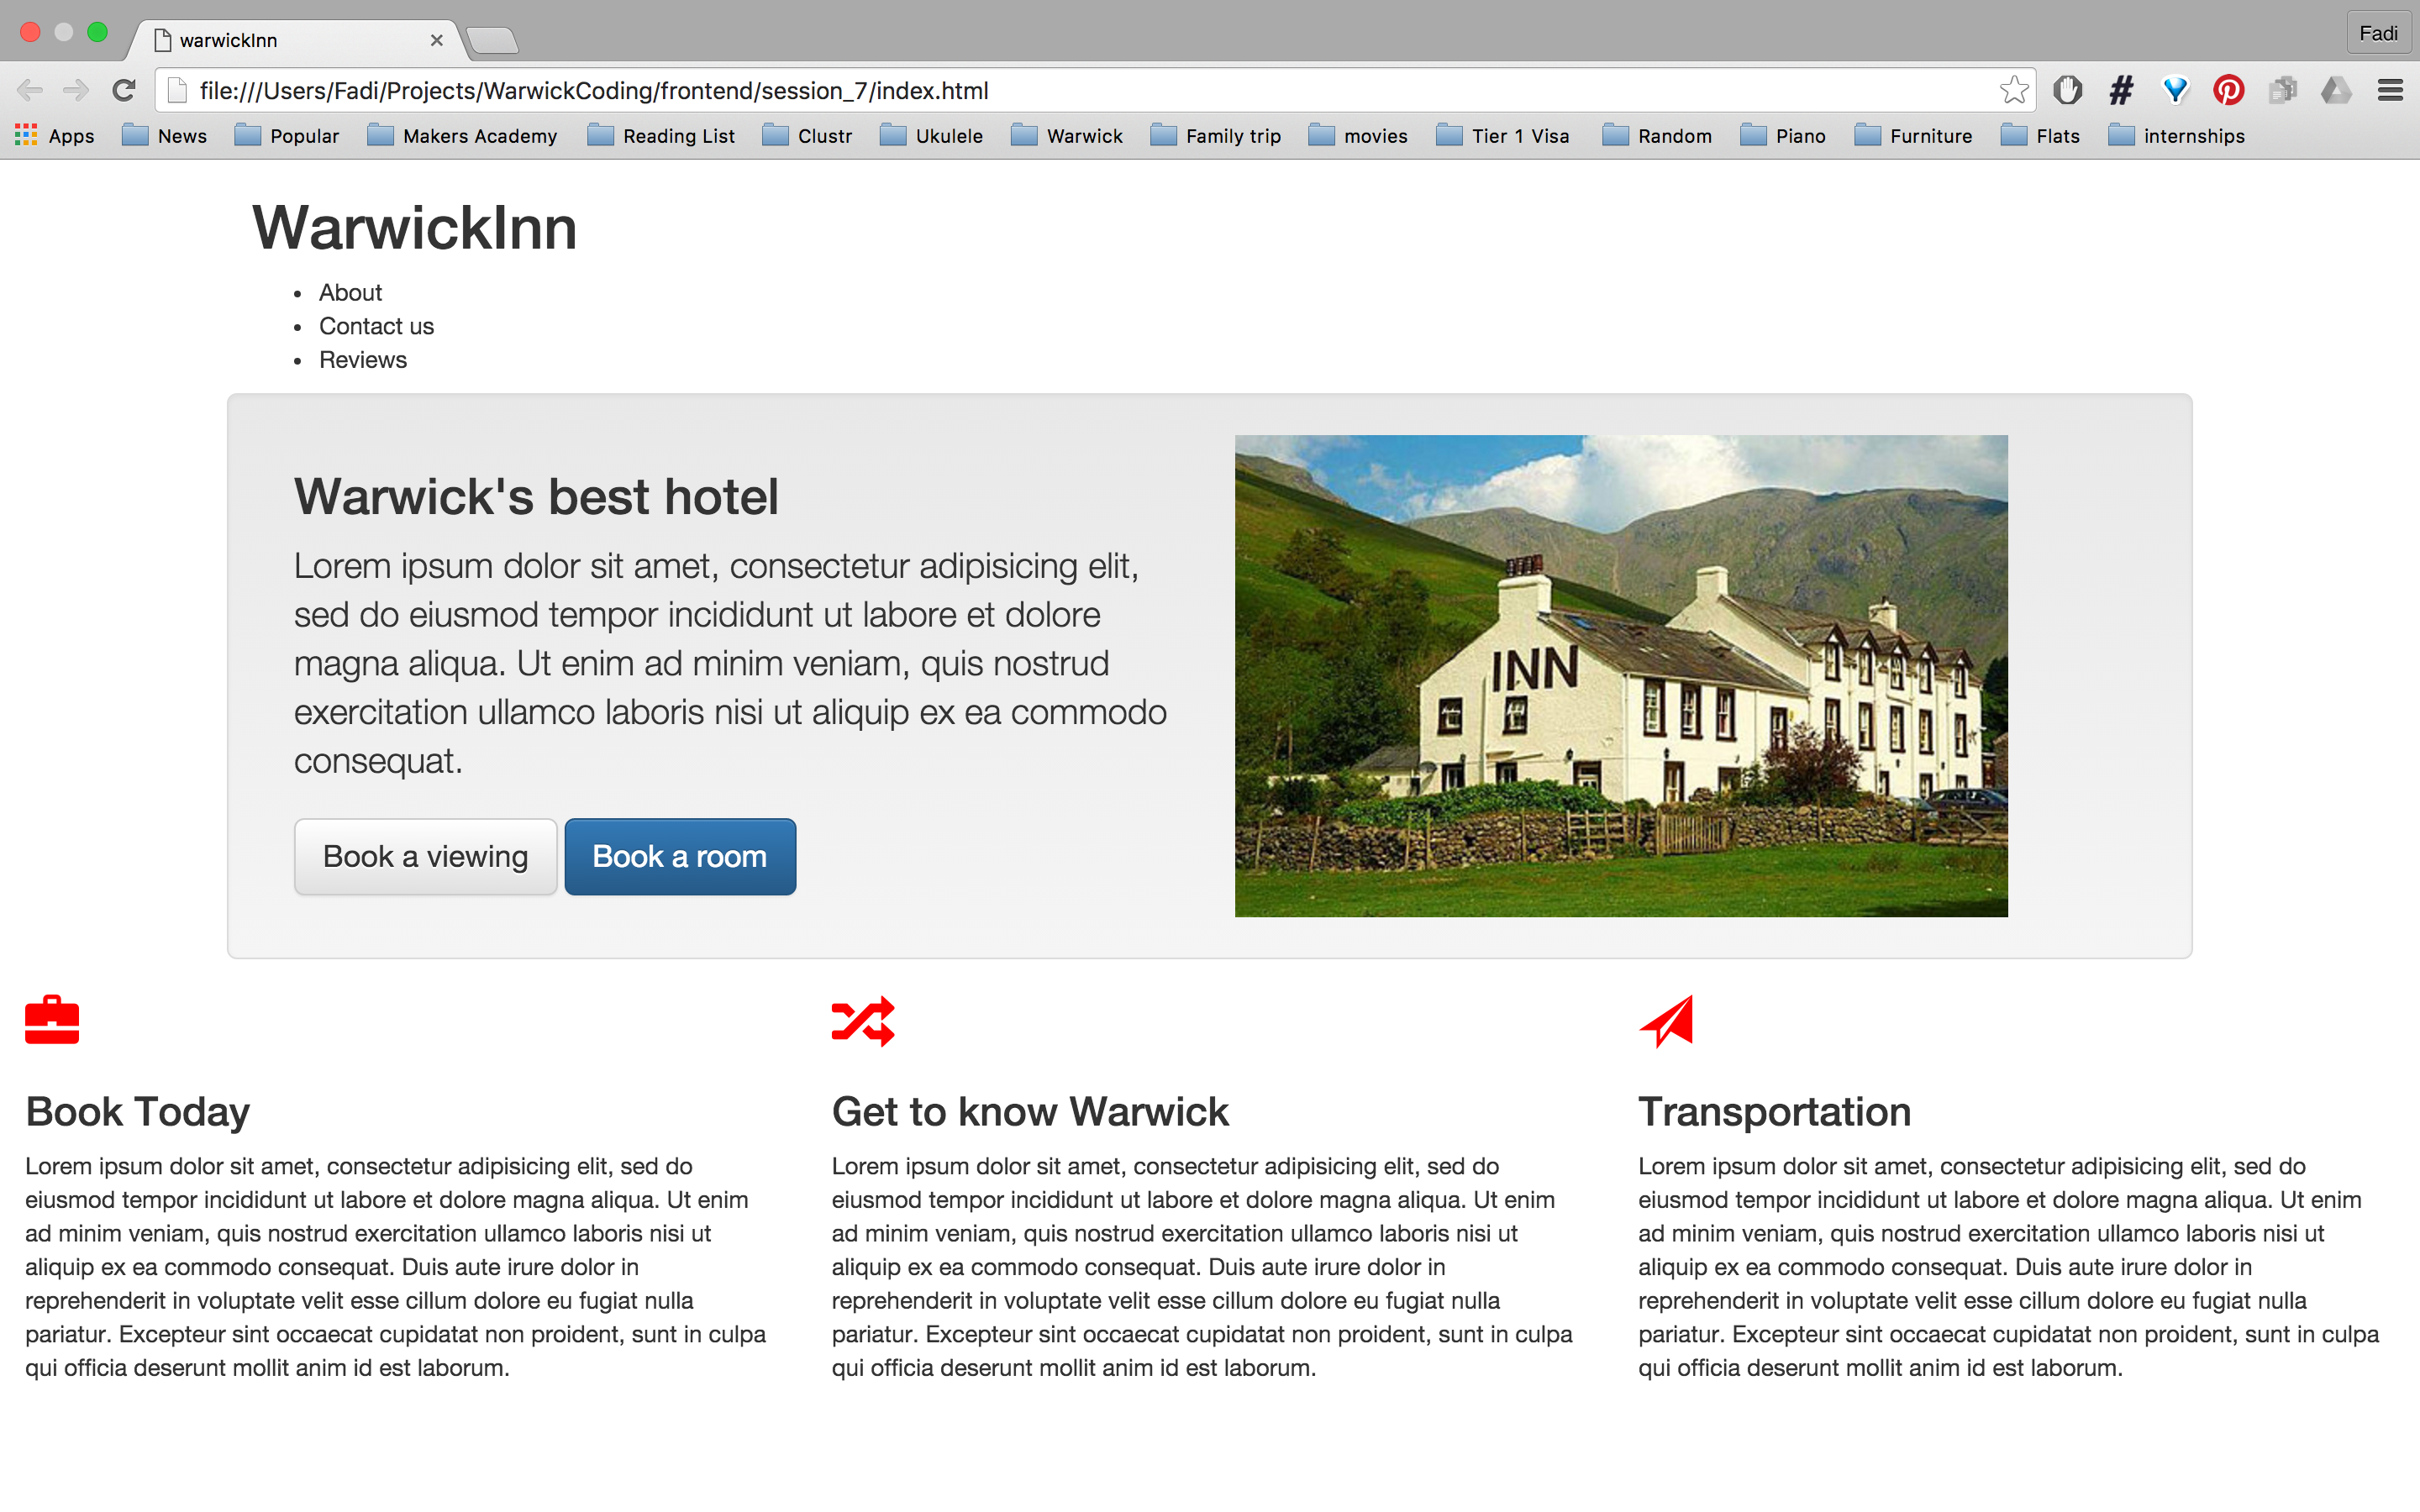 warwickInn
Fadi
file:///Users/Fadi/Projects/WarwickCoding/frontend/session_7/index.html
Apps News Popular Makers Academy Reading List Clustr Ukulele Warwick Family trip movies Tier 1 Visa Random Piano Furniture Flats internships
WarwickInn
• About
• Contact us
• Reviews
Warwick's best hotel
Lorem ipsum dolor sit amet, consectetur adipisicing elit,
sed do eiusmod tempor incididunt ut labore et dolore
magna aliqua. Ut enim ad minim veniam, quis nostrud
exercitation ullamco laboris nisi ut aliquip ex ea commodo
consequat.
Book a viewing Book a room
INN
Book Today
Lorem ipsum dolor sit amet, consectetur adipisicing elit, sed do
eiusmod tempor incididunt ut labore et dolore magna aliqua. Ut enim
ad minim veniam, quis nostrud exercitation ullamco laboris nisi ut
aliquip ex ea commodo consequat. Duis aute irure dolor in
reprehenderit in voluptate velit esse cillum dolore eu fugiat nulla
pariatur. Excepteur sint occaecat cupidatat non proident, sunt in culpa
qui officia deserunt mollit anim id est laborum.
Get to know Warwick
Lorem ipsum dolor sit amet, consectetur adipisicing elit, sed do
eiusmod tempor incididunt ut labore et dolore magna aliqua. Ut enim
ad minim veniam, quis nostrud exercitation ullamco laboris nisi ut
aliquip ex ea commodo consequat. Duis aute irure dolor in
reprehenderit in voluptate velit esse cillum dolore eu fugiat nulla
pariatur. Excepteur sint occaecat cupidatat non proident, sunt in culpa
qui officia deserunt mollit anim id est laborum.
Transportation
Lorem ipsum dolor sit amet, consectetur adipisicing elit, sed do
eiusmod tempor incididunt ut labore et dolore magna aliqua. Ut enim
ad minim veniam, quis nostrud exercitation ullamco laboris nisi ut
aliquip ex ea commodo consequat. Duis aute irure dolor in
reprehenderit in voluptate velit esse cillum dolore eu fugiat nulla
pariatur. Excepteur sint occaecat cupidatat non proident, sunt in culpa
qui officia deserunt mollit anim id est laborum.